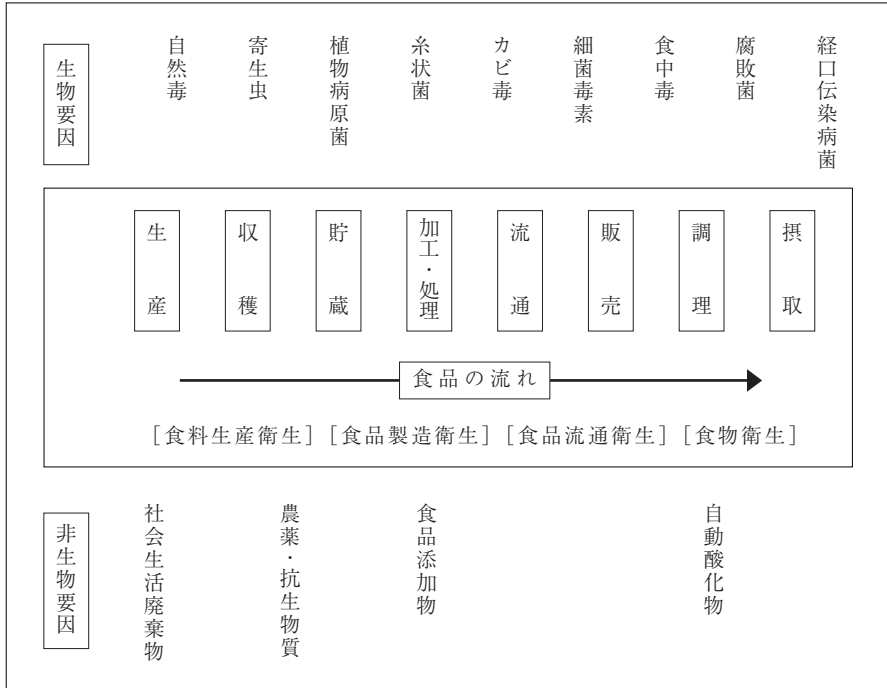 生物要因
自然毒
寄生虫
植物病原菌
糸状菌
カビ毒
細菌毒素
食中毒
腐敗菌
経口伝染病菌
生産
収穫
貯蔵
加工・処理
流通
販売
調理
摂取
食品の流れ
[食料生産衛生] [食品製造衛生] [食品流通衛生] [食物衛生]
非生物要因
社会生活廃棄物
農薬・抗生物質
食品添加物
自動酸化物